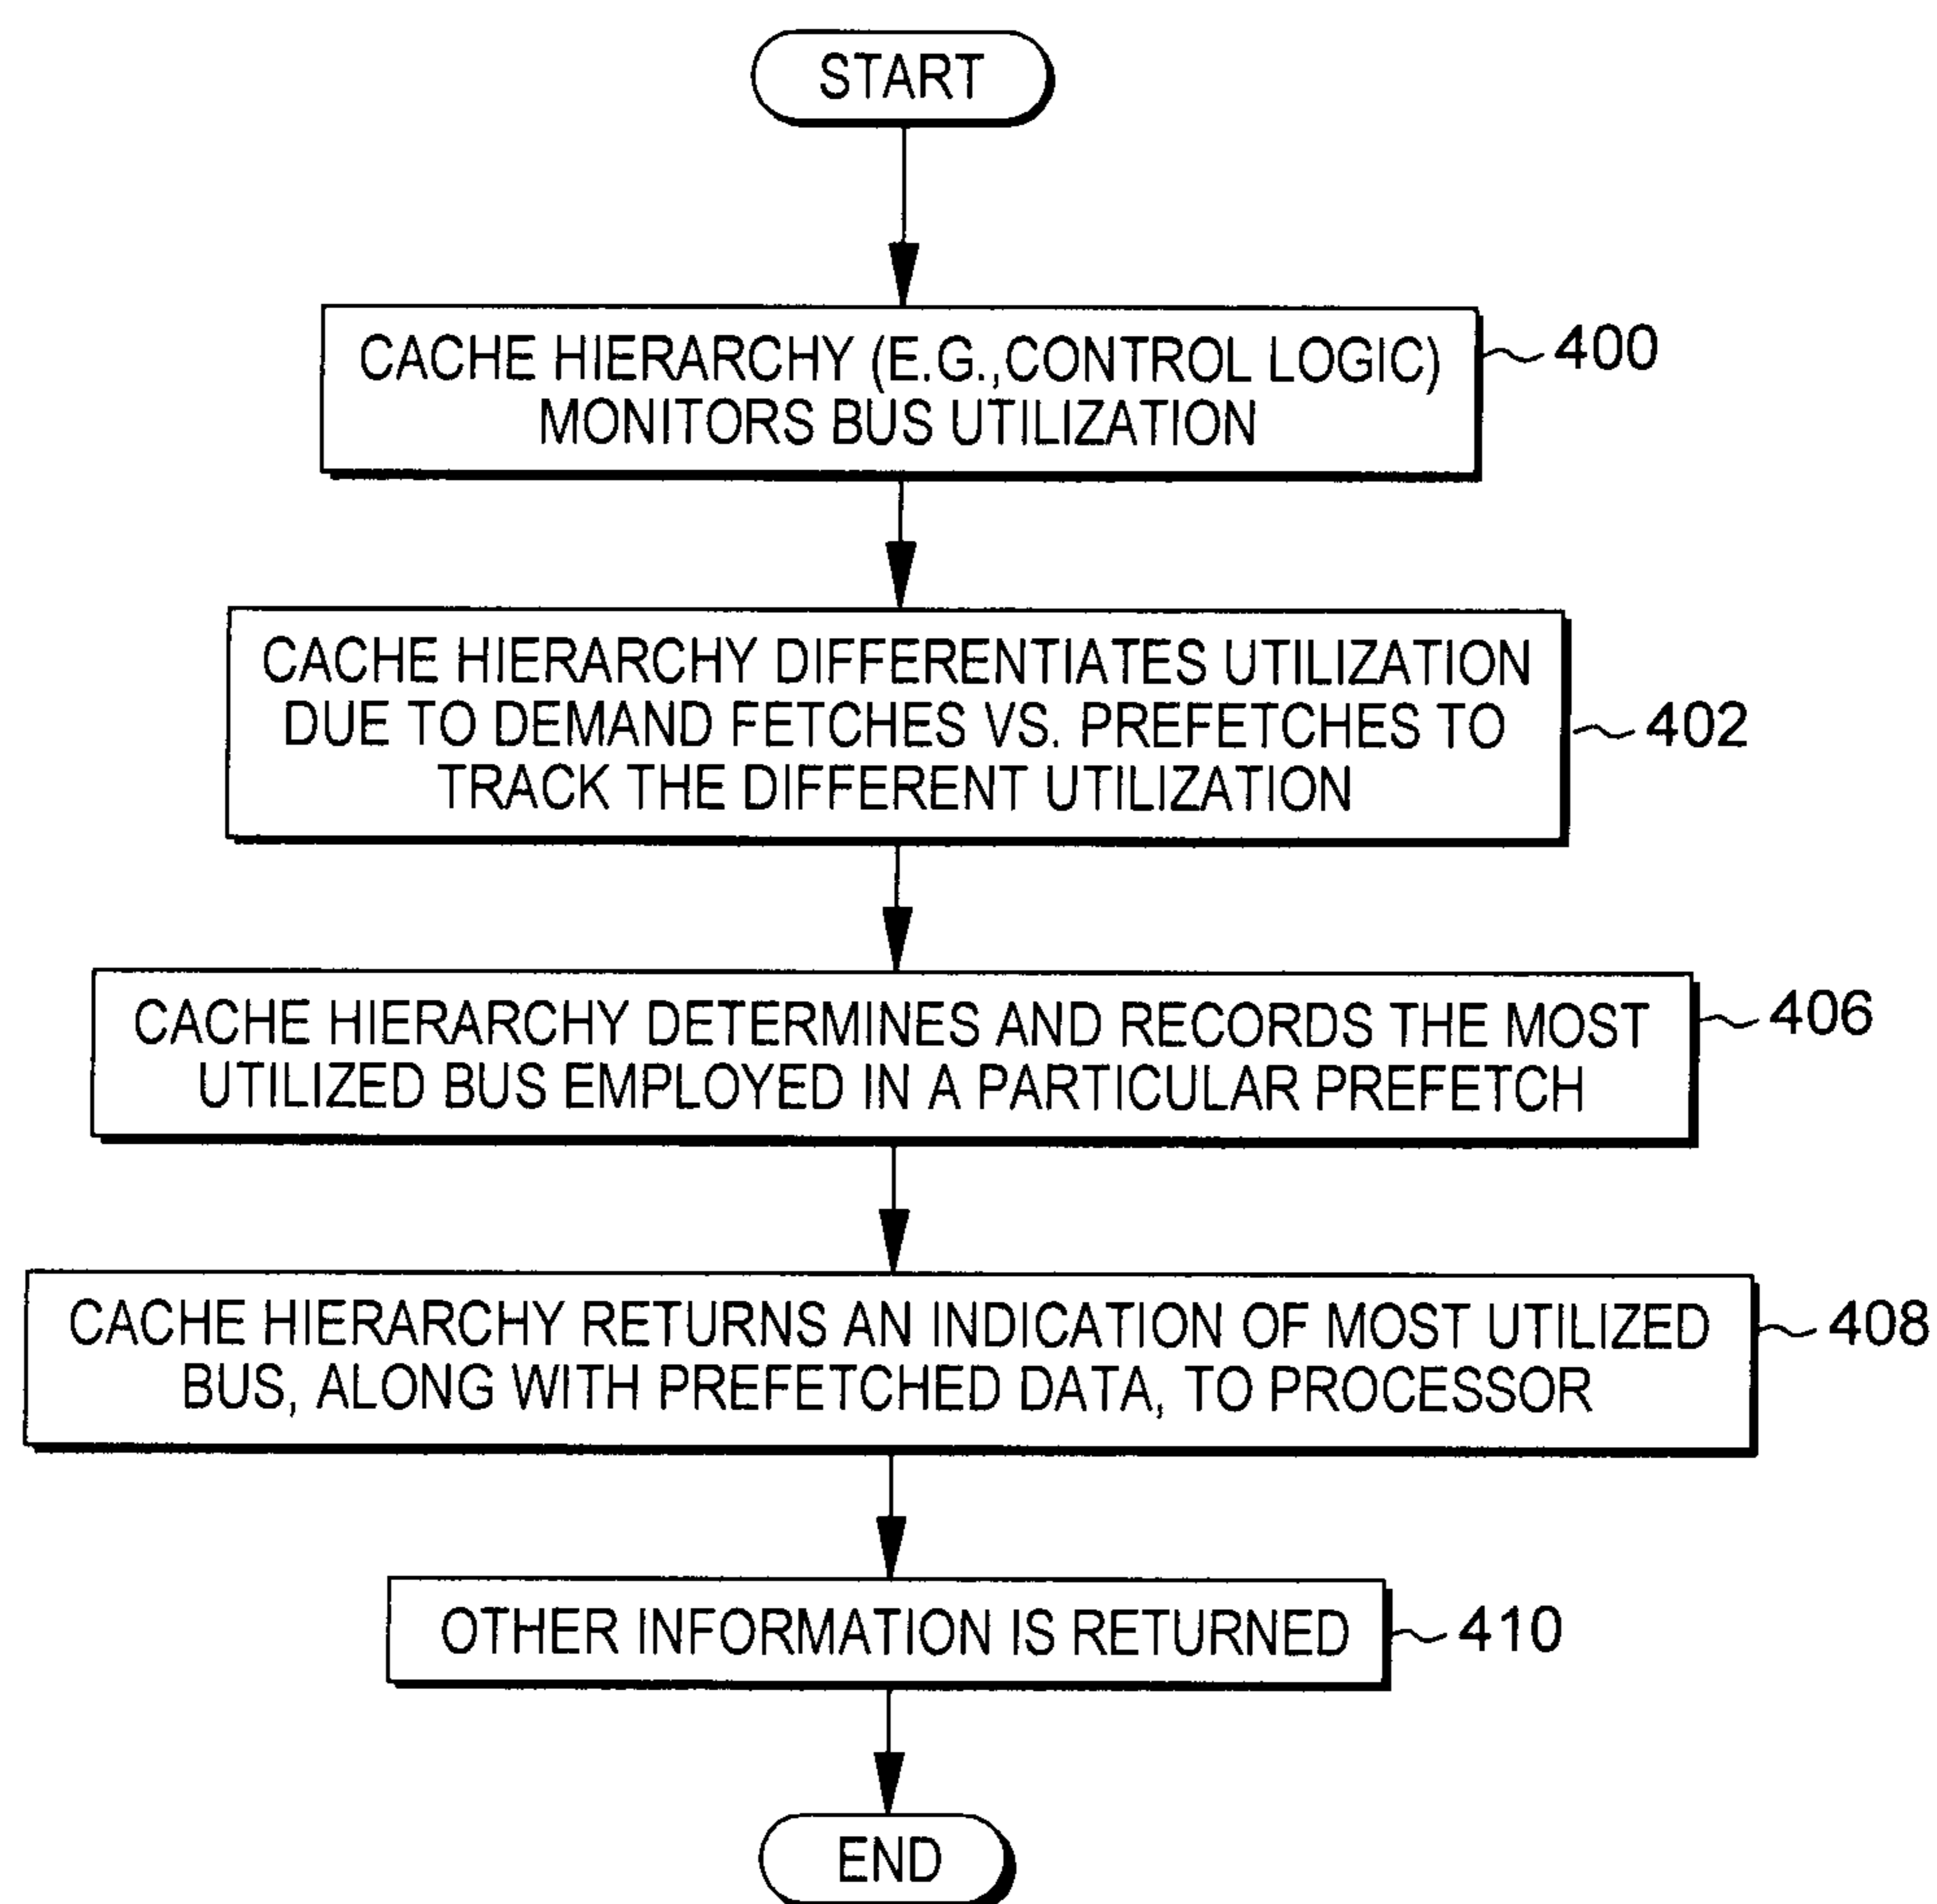 START
CACHE HIERARCHY (E.G.,CONTROL LOGIC)
MONITORS BUS UTILIZATION
400
CACHE HIERARCHY DIFFERENTIATES UTILIZATION
DUE TO DEMAND FETCHES VS. PREFETCHES TO
TRACK THE DIFFERENT UTILIZATION
402
CACHE HIERARCHY DETERMINES AND RECORDS THE MOST
UTILIZED BUS EMPLOYED IN A PARTICULAR PREFETCH
406
CACHE HIERARCHY RETURNS AN INDICATION OF MOST UTILIZED
BUS, ALONG WITH PREFETCHED DATA, TO PROCESSOR
408
OTHER INFORMATION IS RETURNED
410
END